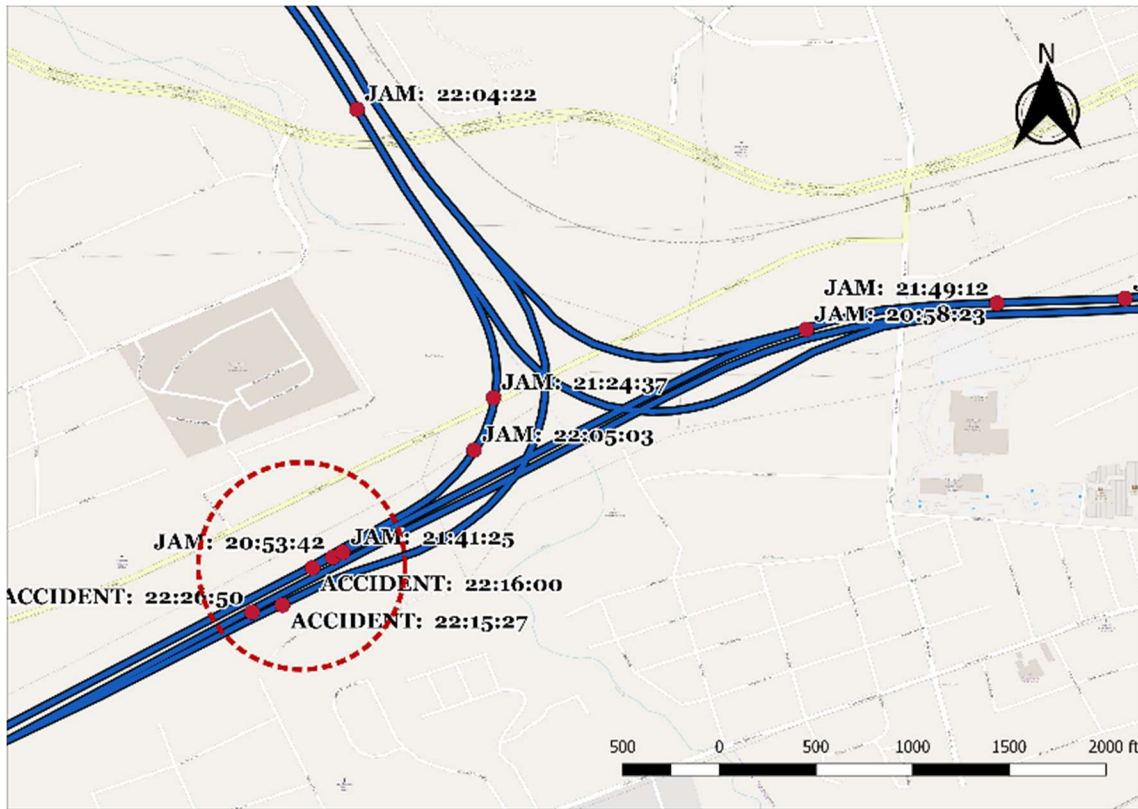 N
JAM: 22:04:22
JAM: 21:49:12
JAM: 20:58:23
JAM: 21:24:37
JAM: 22:05:03
JAM: 20:53:42
JAM: 21:41:25
ACCIDENT: 22:16:00
ACCIDENT: 22:26:50
ACCIDENT: 22:15:27
500 0 500 1000 1500 2000 ft